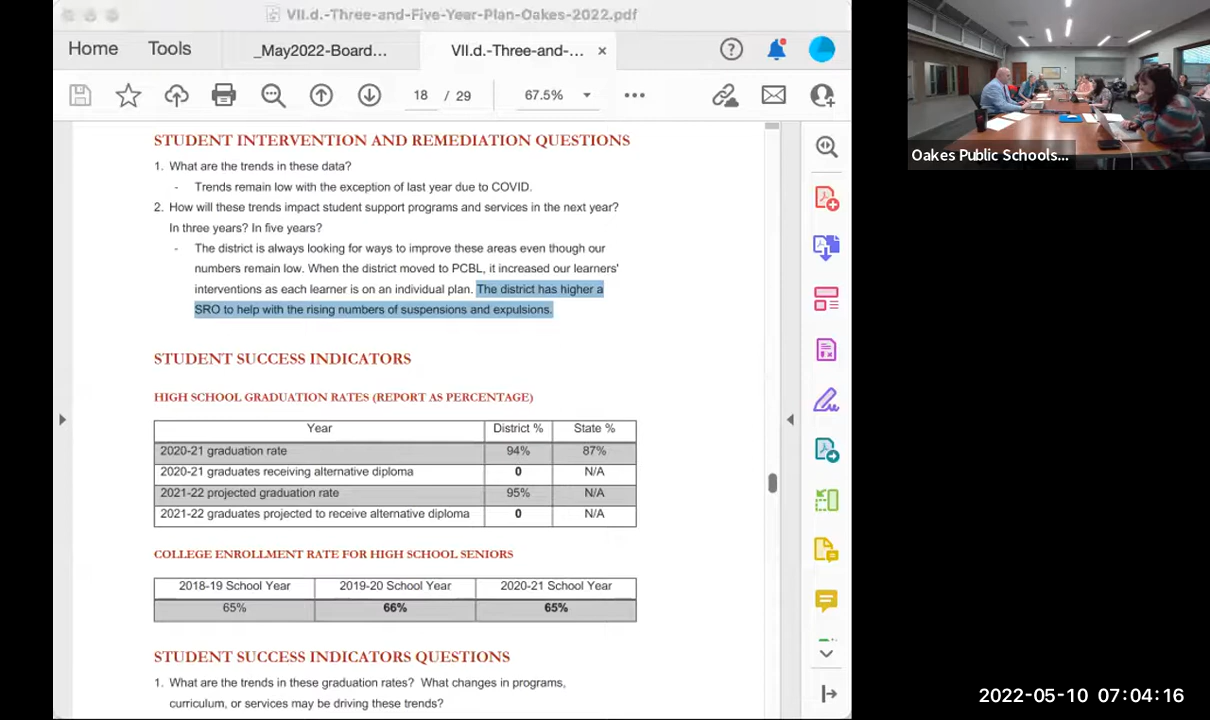 VII.d.-Three-and-Five-Year-Plan-Oakes-2022.pdf
Home Tools _May2022-Board... VII.d.-Three-and-... ×
18 / 29 67.5%
STUDENT INTERVENTION AND REMEDIATION QUESTIONS
1. What are the trends in these data?
- Trends remain low with the exception of last year due to COVID.
2. How will these trends impact student support programs and services in the next year?
In three years? In five years?
- The district is always looking for ways to improve these areas even though our
numbers remain low. When the district moved to PCBL, it increased our learners'
interventions as each learner is on an individual plan. The district has higher a
SRO to help with the rising numbers of suspensions and expulsions.
STUDENT SUCCESS INDICATORS
HIGH SCHOOL GRADUATION RATES (REPORT AS PERCENTAGE)
Year District % State %
2020-21 graduation rate 94% 87%
2020-21 graduates receiving alternative diploma 0 N/A
2021-22 projected graduation rate 95% N/A
2021-22 graduates projected to receive alternative diploma 0 N/A
COLLEGE ENROLLMENT RATE FOR HIGH SCHOOL SENIORS
2018-19 School Year 2019-20 School Year 2020-21 School Year
65% 66% 65%
STUDENT SUCCESS INDICATORS QUESTIONS
1. What are the trends in these graduation rates? What changes in programs,
curriculum, or services may be driving these trends?
Oakes Public Schools...
2022-05-10 07:04:16